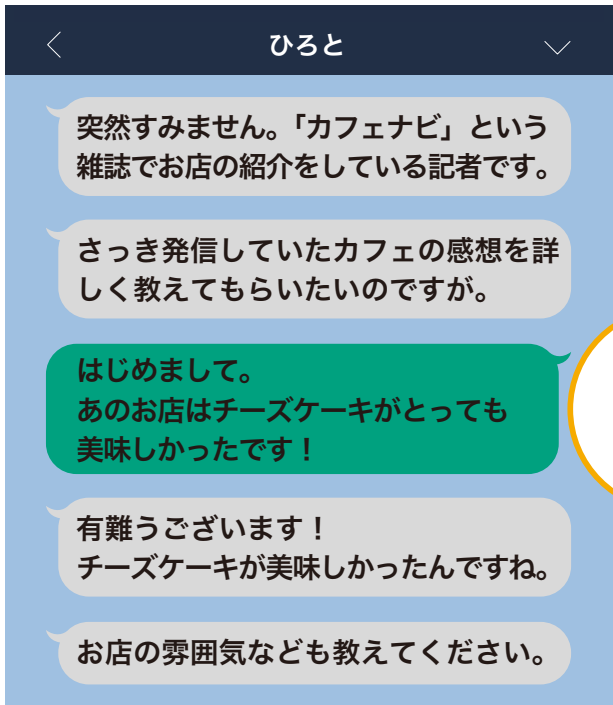 ひろと
突然すみません。「カフェナビ」という
雑誌でお店の紹介をしている記者です。
さっき発信していたカフェの感想を詳
しく教えてもらいたいのですが。
はじめまして。
あのお店はチーズケーキがとっても
美味しかったです！
有難うございます！
チーズケーキが美味しかったんですね。
お店の雰囲気なども教えてください。